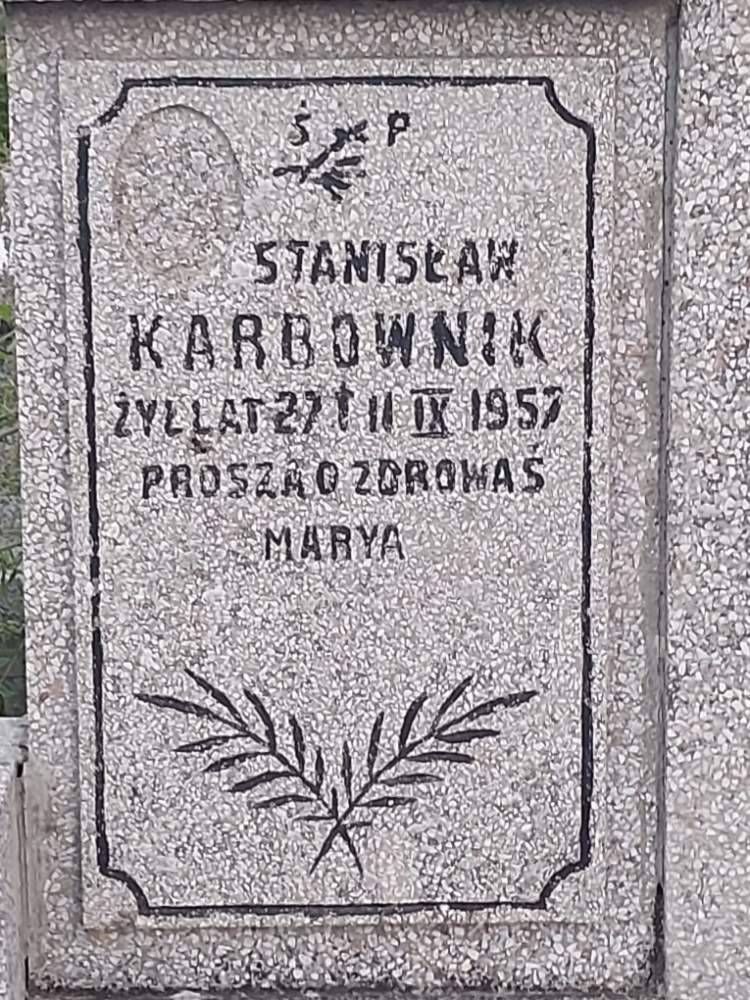 Ś P
STANISŁAW
KARBOWNIK
ŻYŁ LAT 27 † 11 IX 1957
PROSZĄ O ZDROWAŚ
MARYA